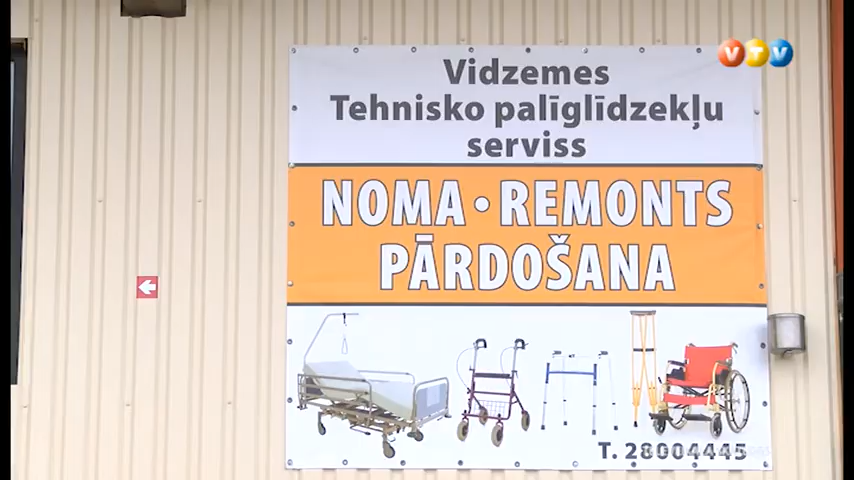 VTV
Vidzemes
Tehnisko palīglīdzekļu
serviss
NOMA • REMONTS
PĀRDOŠANA
T. 28004445